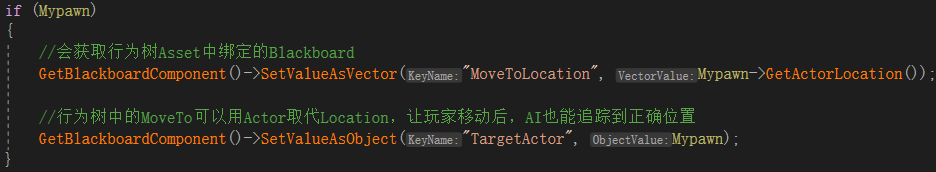 if (Mypawn)
{
//会获取行为树Asset中绑定的Blackboard
GetBlackboardComponent()->SetValueAsVector(KeyName:"MoveToLocation", VectorValue:Mypawn->GetActorLocation());
//行为树中的MoveTo可以用Actor取代Location，让玩家移动后，AI也能追踪到正确位置
GetBlackboardComponent()->SetValueAsObject(KeyName:"TargetActor", ObjectValue:Mypawn);
}